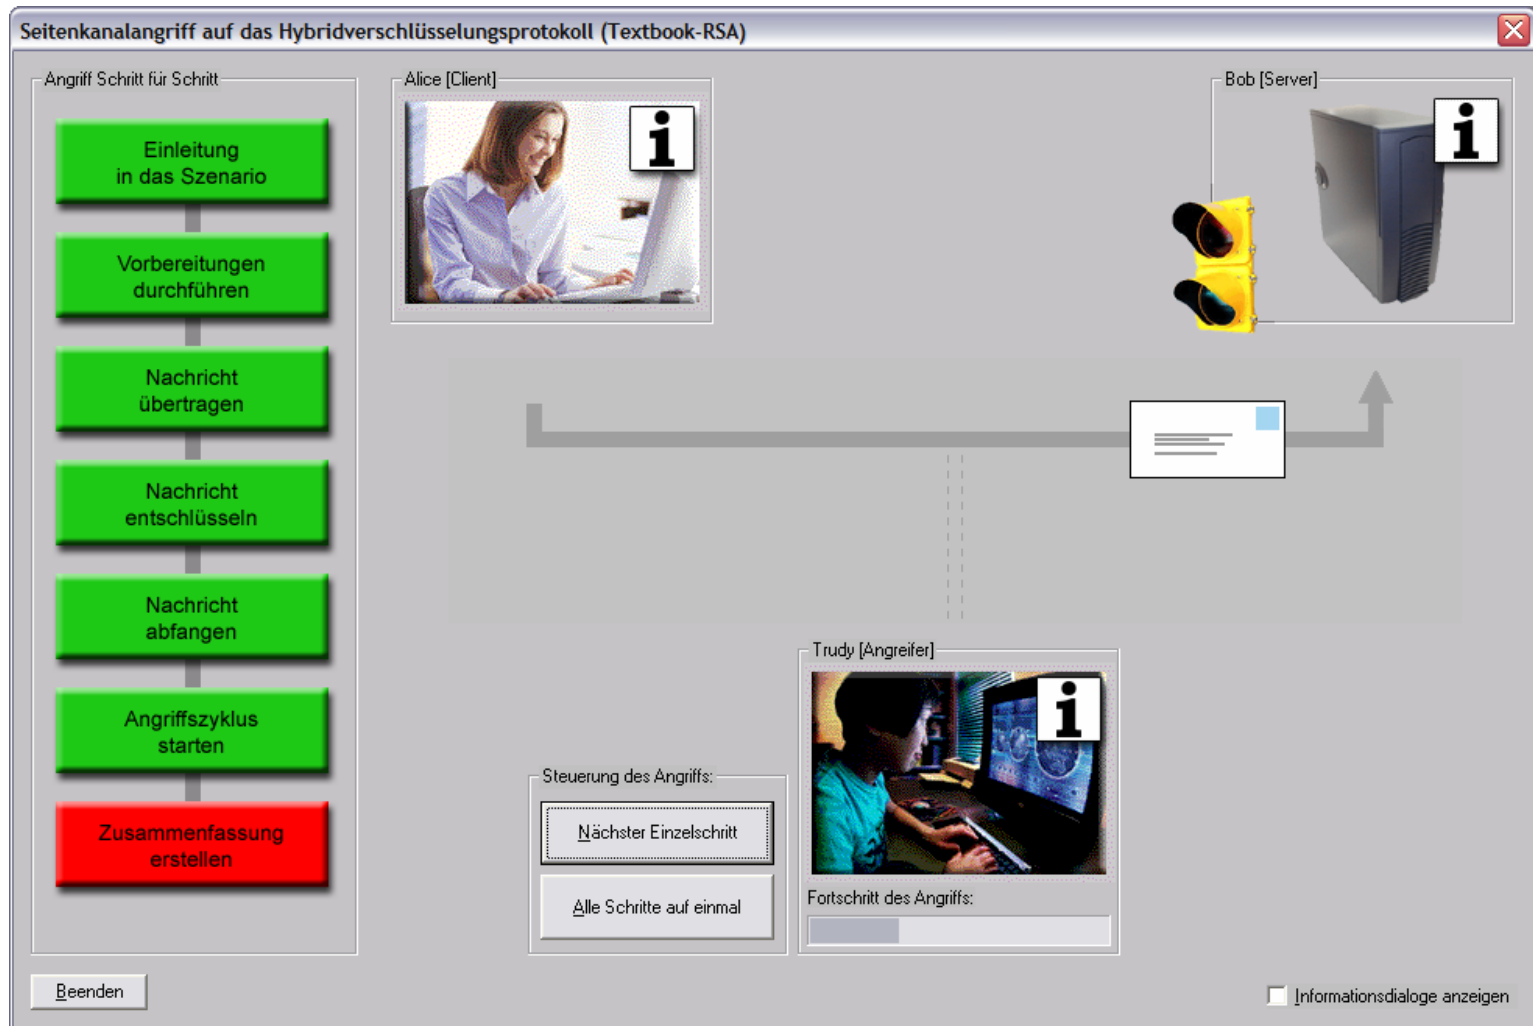 Seitenkanalangriff auf das Hybridverschlüsselungsprotokoll (Textbook-RSA)
Angriff Schritt für Schritt
Einleitung
in das Szenario
Vorbereitungen
durchführen
Nachricht
übertragen
Nachricht
entschlüsseln
Nachricht
abfangen
Angriffszyklus
starten
Zusammenfassung
erstellen
Alice [Client]
Bob [Server]
Trudy [Angreifer]
Steuerung des Angriffs:
Nächster Einzelschritt
Alle Schritte auf einmal
Fortschritt des Angriffs:
Beenden
Informationsdialoge anzeigen